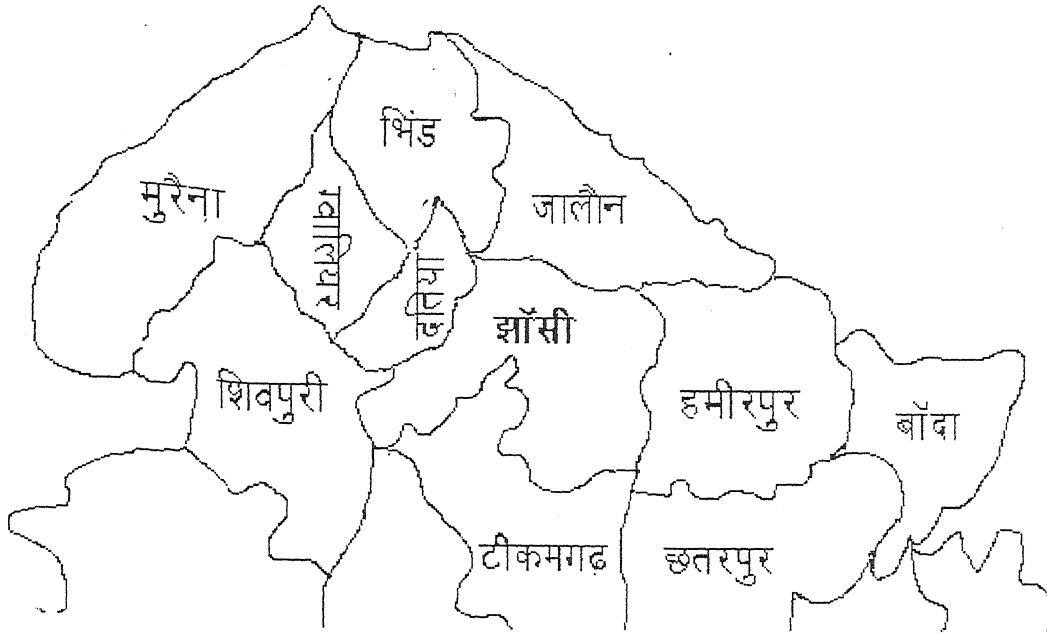 भिंड
मुरैना
ग्वालियर
जालौन
दतिया
झाँसी
शिवपुरी
हमीरपुर
बाँदा
टीकमगढ़
छतरपुर